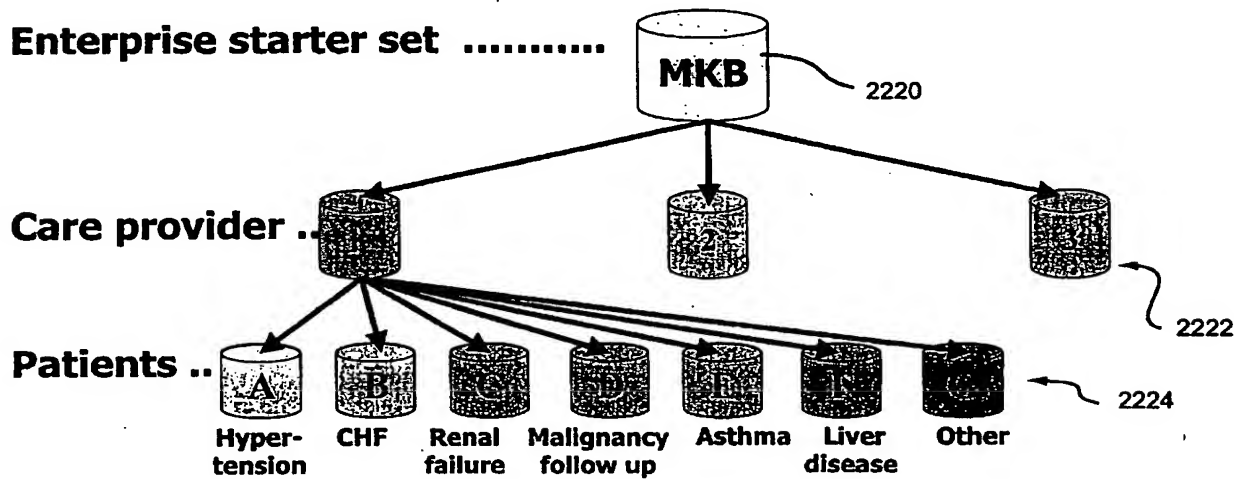 Enterprise starter set ...........
MKB
2220
Care provider ..
1
2
3
2222
Patients ..
A
B
C
D
E
F
2224
Hyper-
tension
CHF
Renal
failure
Malignancy
follow up
Asthma
Liver
disease
Other